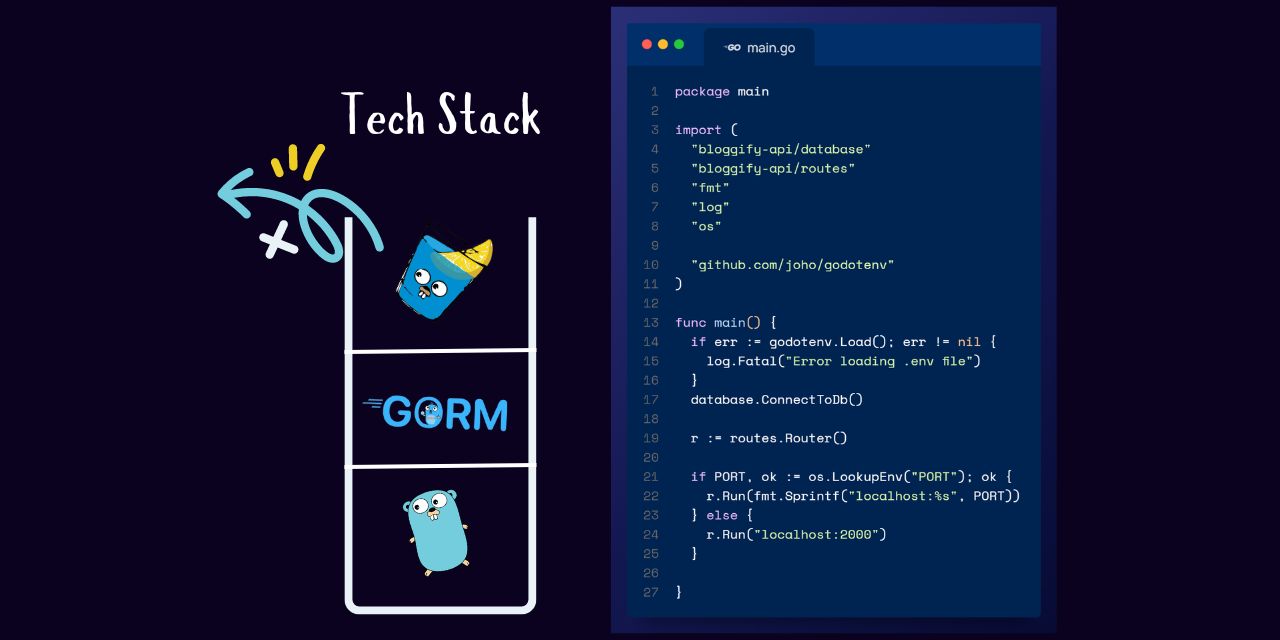 Tech Stack
GORM
GO main.go
1 package main
2
3 import (
4 "bloggify-api/database"
5 "bloggify-api/routes"
6 "fmt"
7 "log"
8 "os"
9
10 "github.com/joho/godotenv"
11 )
12
13 func main() {
14 if err := godotenv.Load(); err != nil {
15 log.Fatal("Error loading .env file")
16 }
17 database.ConnectToDb()
18
19 r := routes.Router()
20
21 if PORT, ok := os.LookupEnv("PORT"); ok {
22 r.Run(fmt.Sprintf("localhost:%s", PORT))
23 } else {
24 r.Run("localhost:2000")
25 }
26
27 }